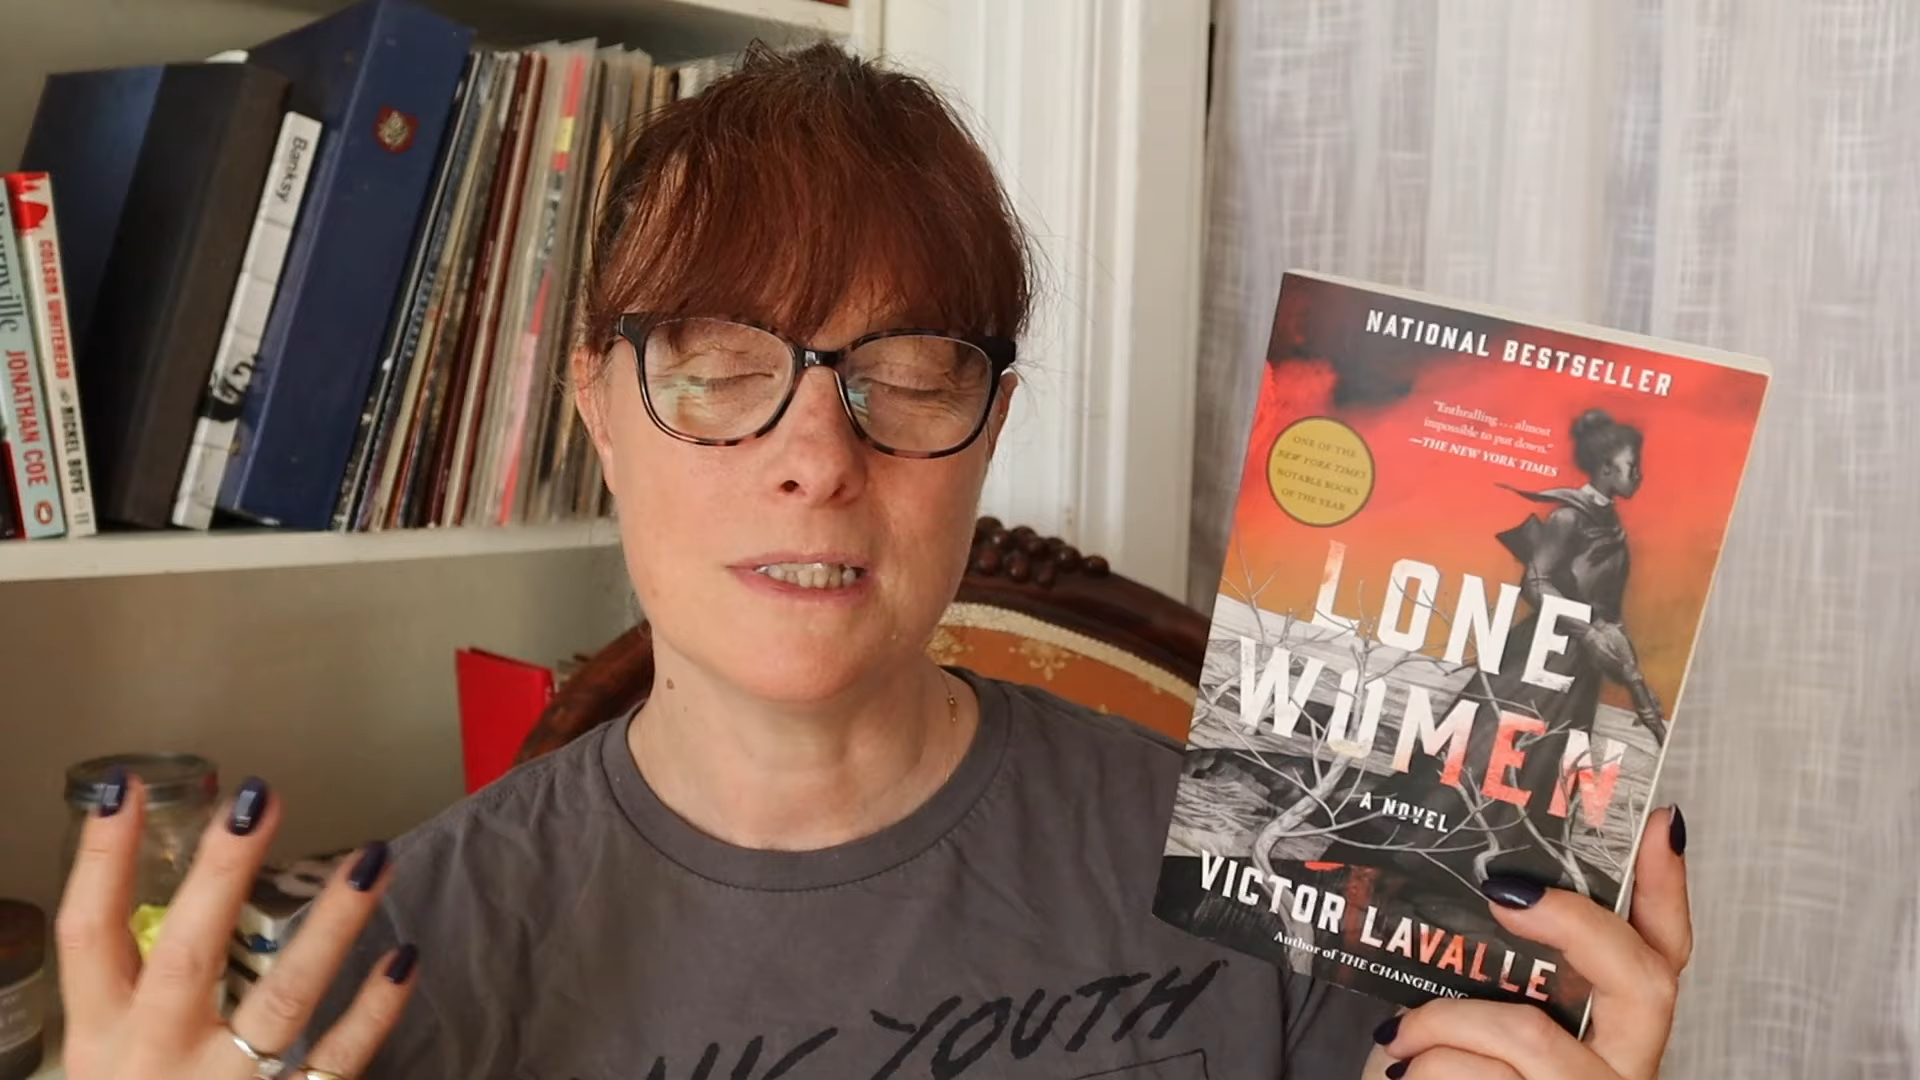 Banksy
COLSON WHITEHEAD
NICKEL BOYS
JONATHAN COE
NATIONAL BESTSELLER
"Enthralling . . . almost
impossible to put down."
—THE NEW YORK TIMES
ONE OF THE
NEW YORK TIMES
NOTABLE BOOKS
OF THE YEAR
LONE
WOMEN
A NOVEL
VICTOR LAVALLE
Author of THE CHANGELING
YOUTH